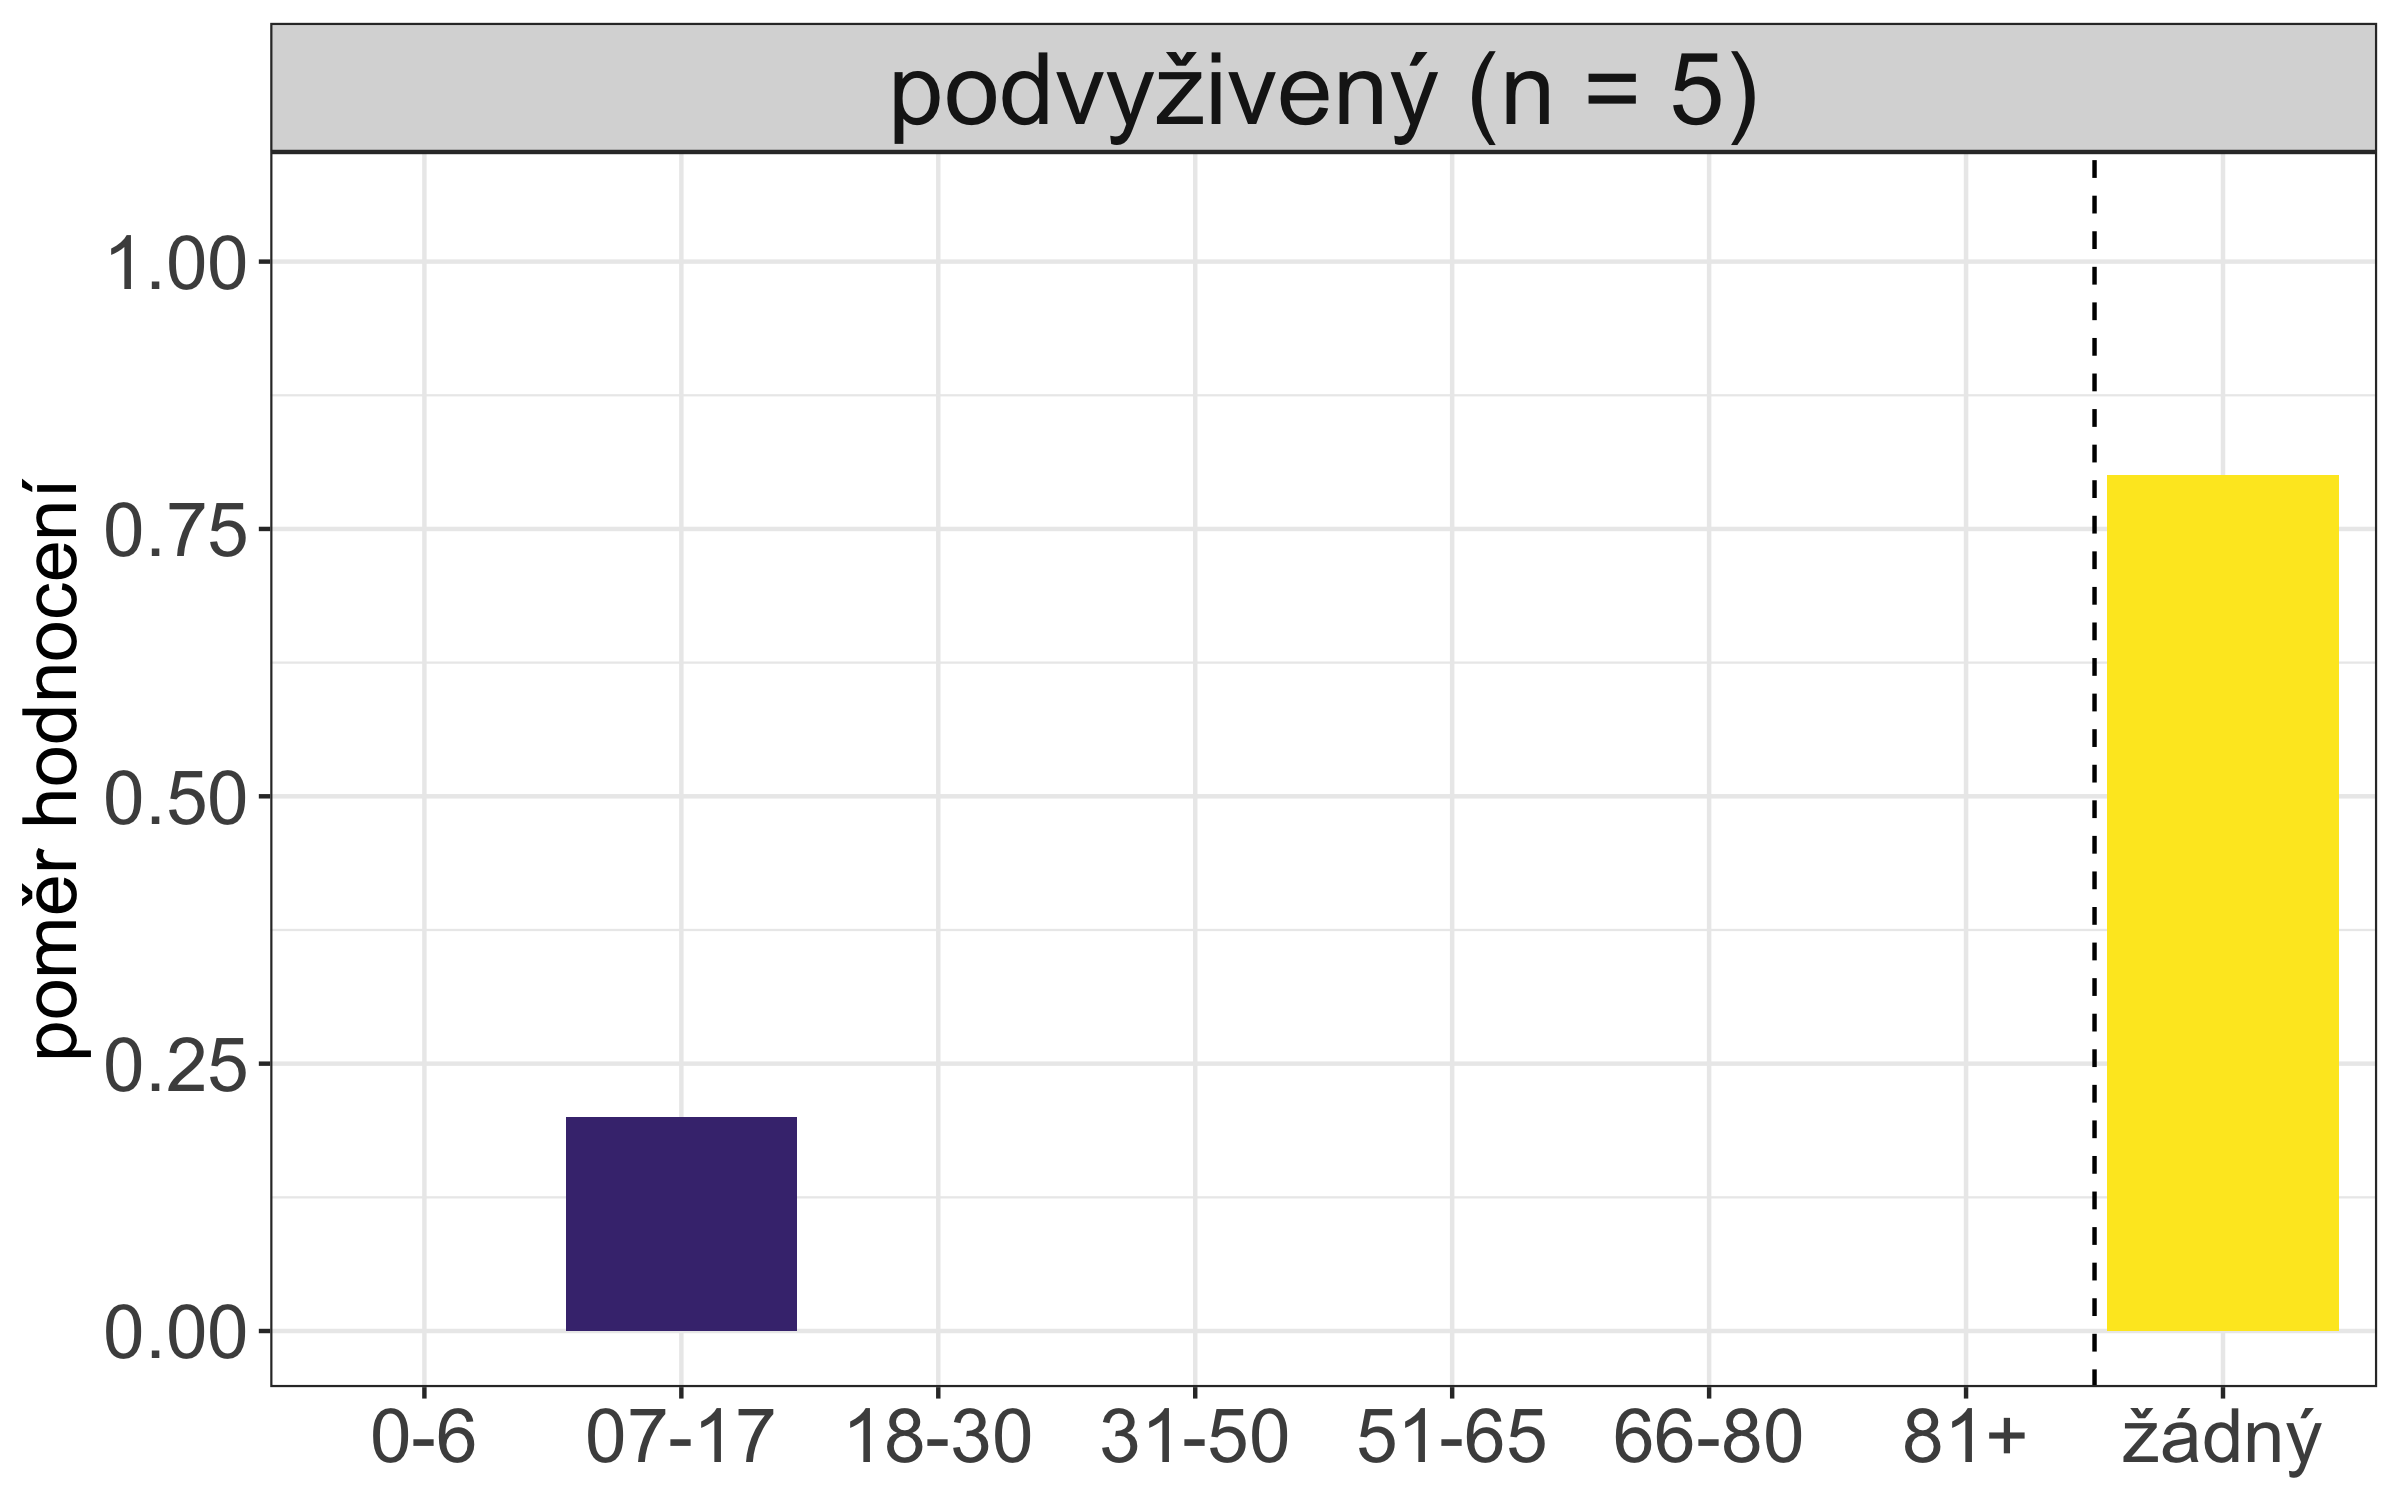 podvyživený (n = 5)
poměr hodnocení
1.00
0.75
0.50
0.25
0.00
0-6 07-17 18-30 31-50 51-65 66-80 81+ žádný